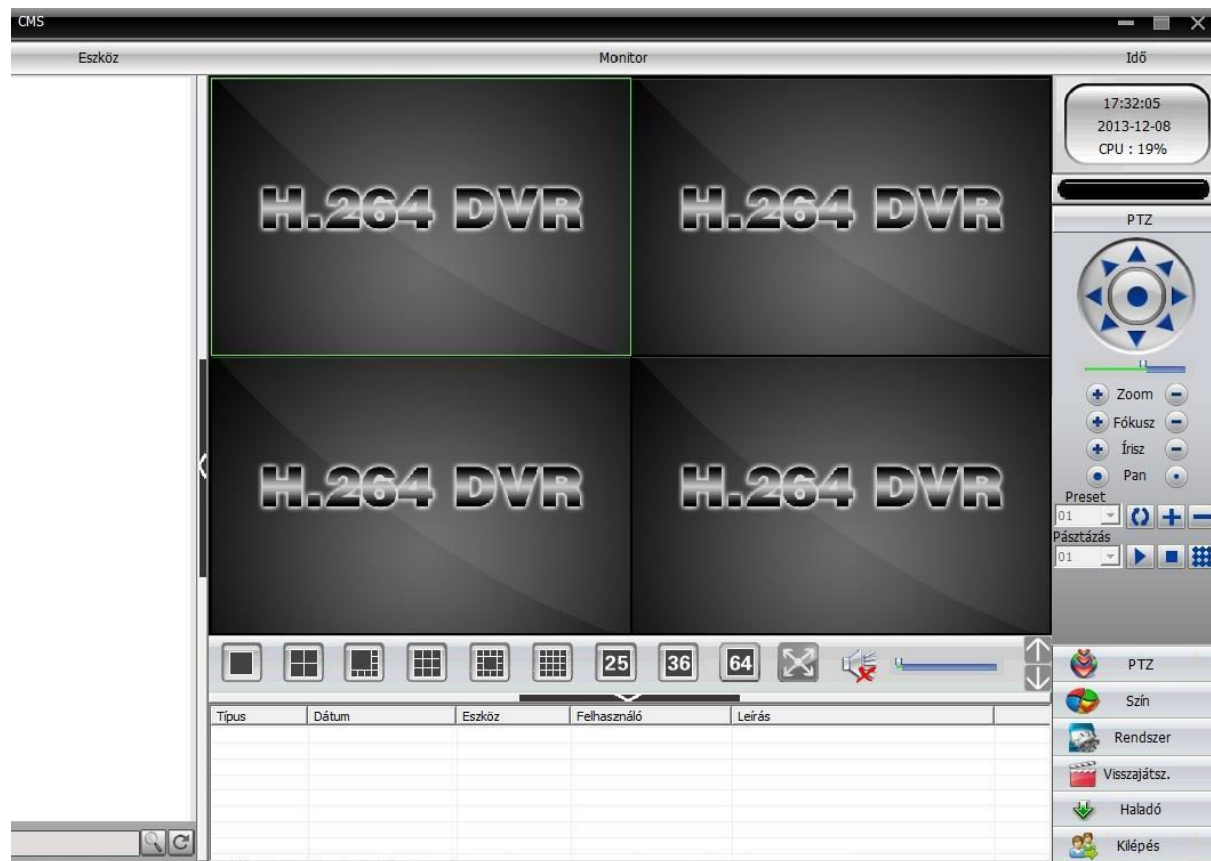 CMS
Eszköz
Monitor
Idő
17:32:05
2013-12-08
CPU : 19%
H.264 DVR
H.264 DVR
H.264 DVR
H.264 DVR
PTZ
Zoom
Fókusz
Írisz
Pan
Preset
01
Pásztázás
01
25
36
64
Típus
Dátum
Eszköz
Felhasználó
Leírás
PTZ
Szín
Rendszer
Visszajátsz.
Haladó
Kilépés